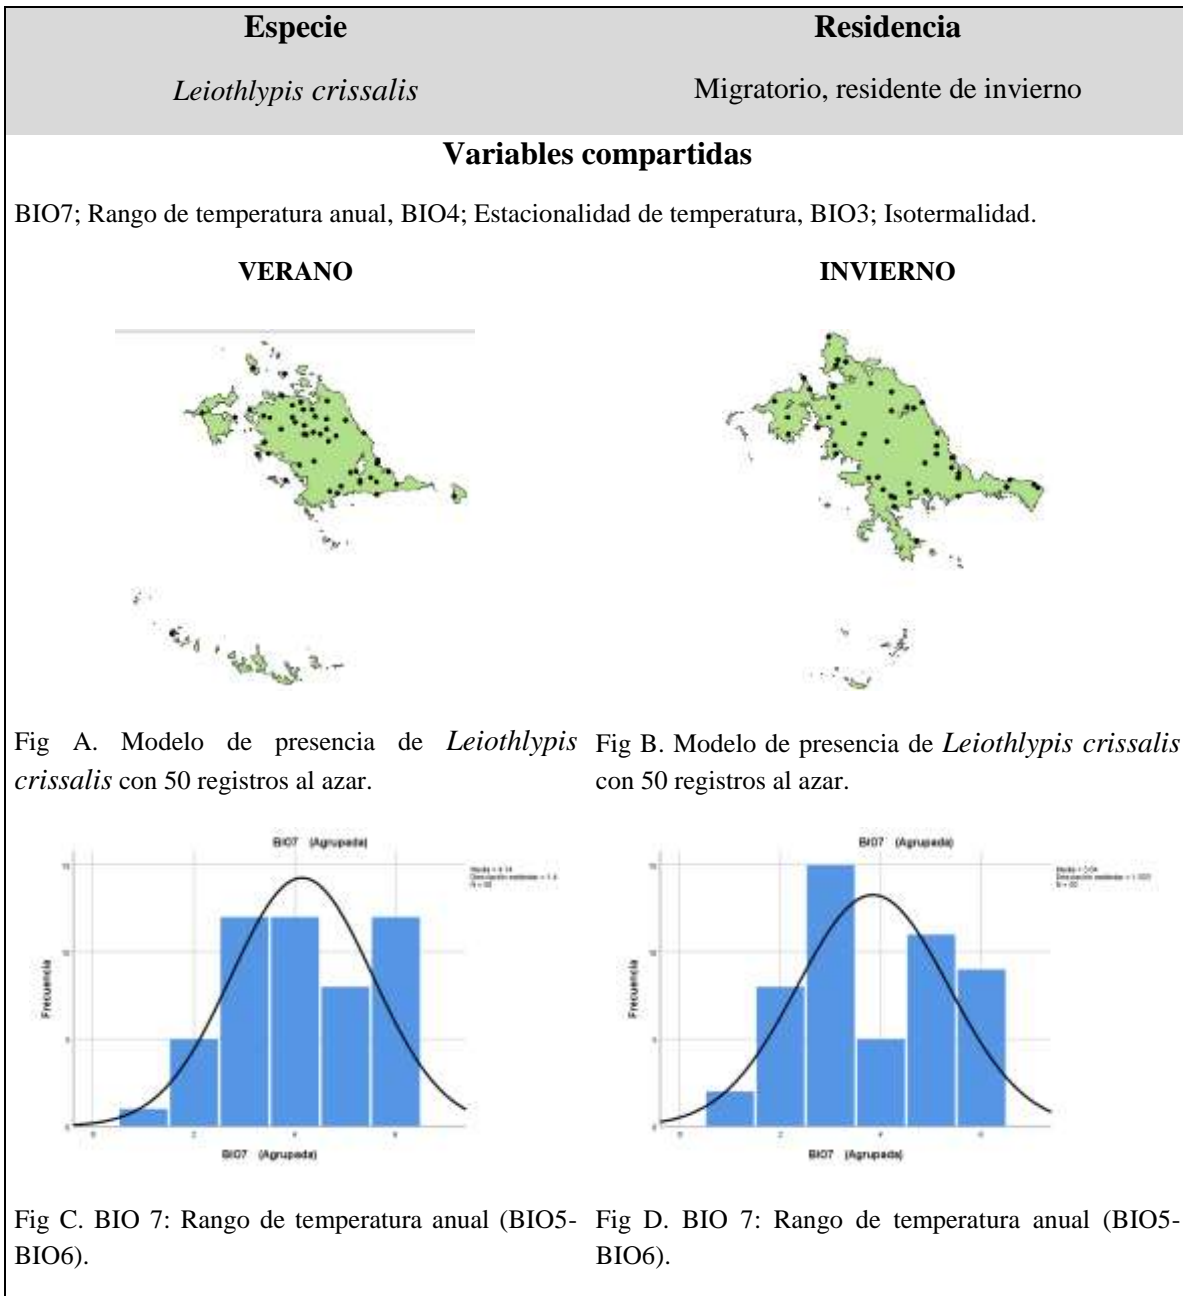 Especie
Residencia
Leiothlypis crissalis
Migratorio, residente de invierno
Variables compartidas
BIO7; Rango de temperatura anual, BIO4; Estacionalidad de temperatura, BIO3; Isotermalidad.
VERANO
INVIERNO
Fig A. Modelo de presencia de Leiothlypis
crissalis con 50 registros al azar.
Fig B. Modelo de presencia de Leiothlypis crissalis
con 50 registros al azar.
BIO7 (Agrupada)
Frecuencia
BIO7 (Agrupada)
BIO7 (Agrupada)
Frecuencia
BIO7 (Agrupada)
Fig C. BIO 7: Rango de temperatura anual (BIO5-
BIO6).
Fig D. BIO 7: Rango de temperatura anual (BIO5-
BIO6).